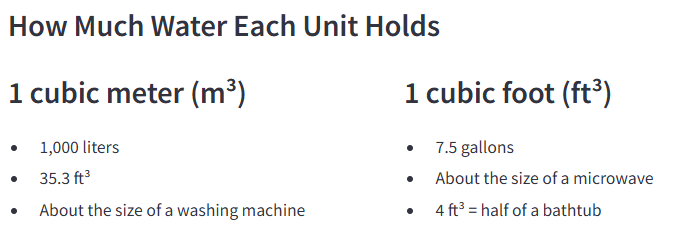 How Much Water Each Unit Holds
1 cubic meter (m³)
• 1,000 liters
• 35.3 ft³
• About the size of a washing machine
1 cubic foot (ft³)
• 7.5 gallons
• About the size of a microwave
• 4 ft³ = half of a bathtub